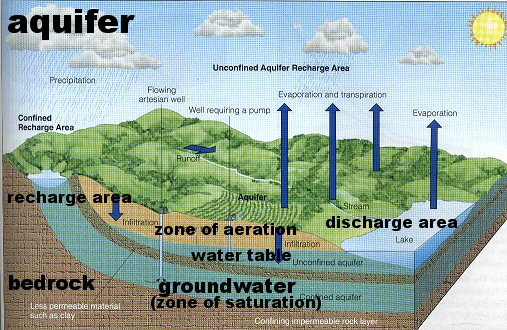 aquifer
Unconfined Aquifer Recharge Area
Precipitation
Flowing
artesian well
Evaporation and transpiration
Well requiring a pump
Evaporation
Confined
Recharge Area
Runoff
recharge area
Aquifer
Stream
Infiltration
zone of aeration
discharge area
Infiltration
Lake
water table
Unconfined aquifer
bedrock
groundwater
(zone of saturation)
Confined aquifer
Less permeable material
such as clay
Confining impermeable rock layer